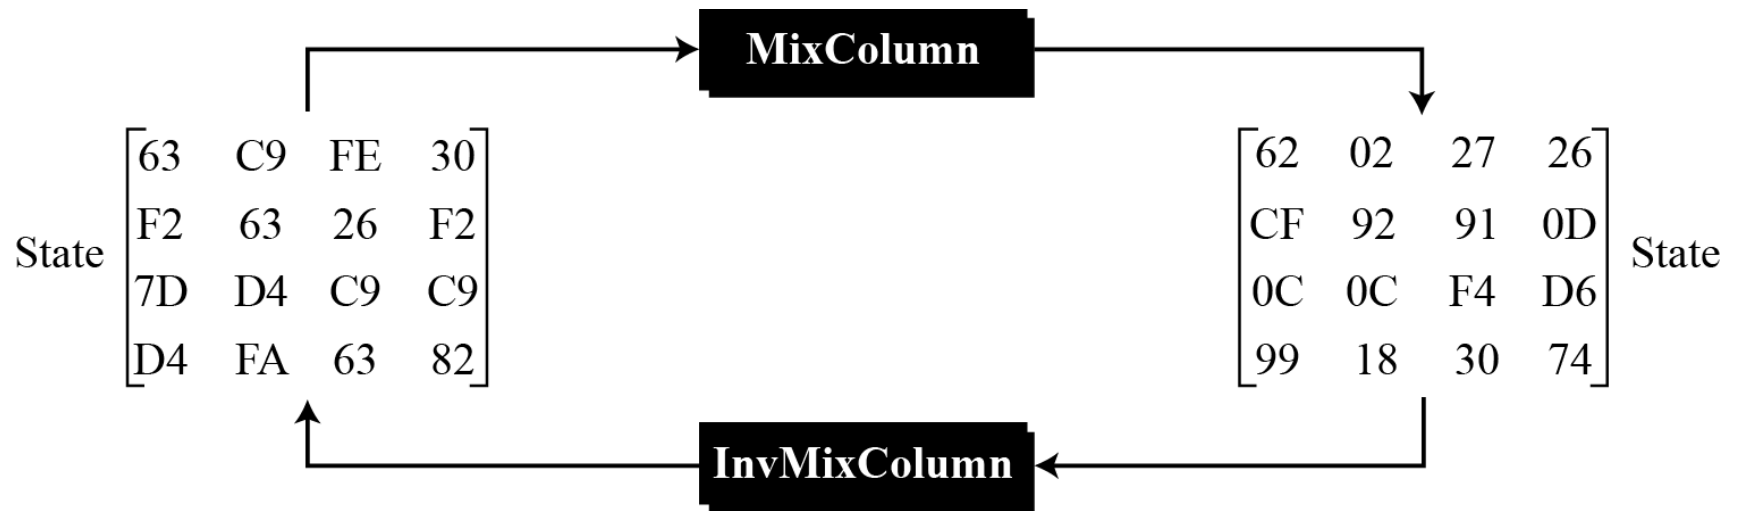 MixColumn
63 C9 FE 30
F2 63 26 F2
7D D4 C9 C9
D4 FA 63 82
State
62 02 27 26
CF 92 91 0D
0C 0C F4 D6
99 18 30 74
State
InvMixColumn